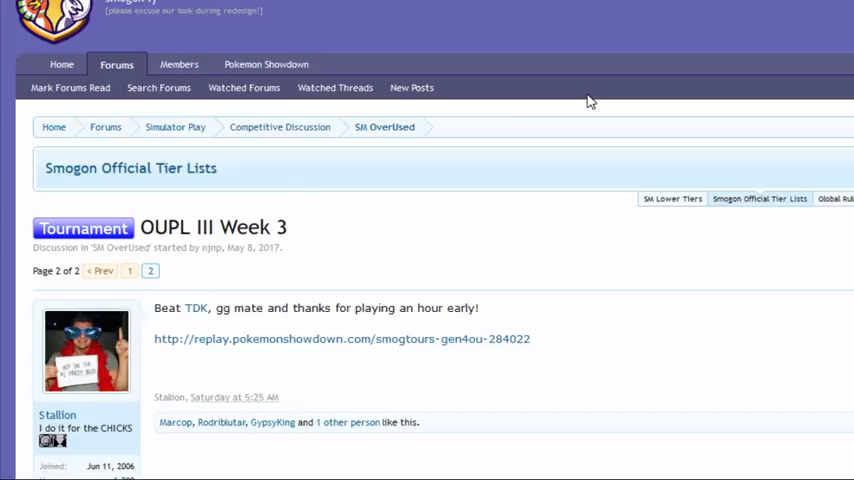 [please excuse our look during redesign!]
Home Forums Members Pokemon Showdown
Mark Forums Read Search Forums Watched Forums Watched Threads New Posts
Home Forums Simulator Play Competitive Discussion SM OverUsed
Smogon Official Tier Lists
SM Lower Tiers Smogon Official Tier Lists Global
Tournament OUPL III Week 3
Discussion in 'SM OverUsed' started by njnp, May 8, 2017.
Page 2 of 2 < Prev 1 2
Beat TDK, gg mate and thanks for playing an hour early!
http://replay.pokemonshowdown.com/smogtours-gen4ou-284022
Stallion, Saturday at 5:25 AM
Stallion
I do it for the CHICKS
Marcop, Rodriblutar, GypsyKing and 1 other person like this.
Joined: Jun 11, 2006